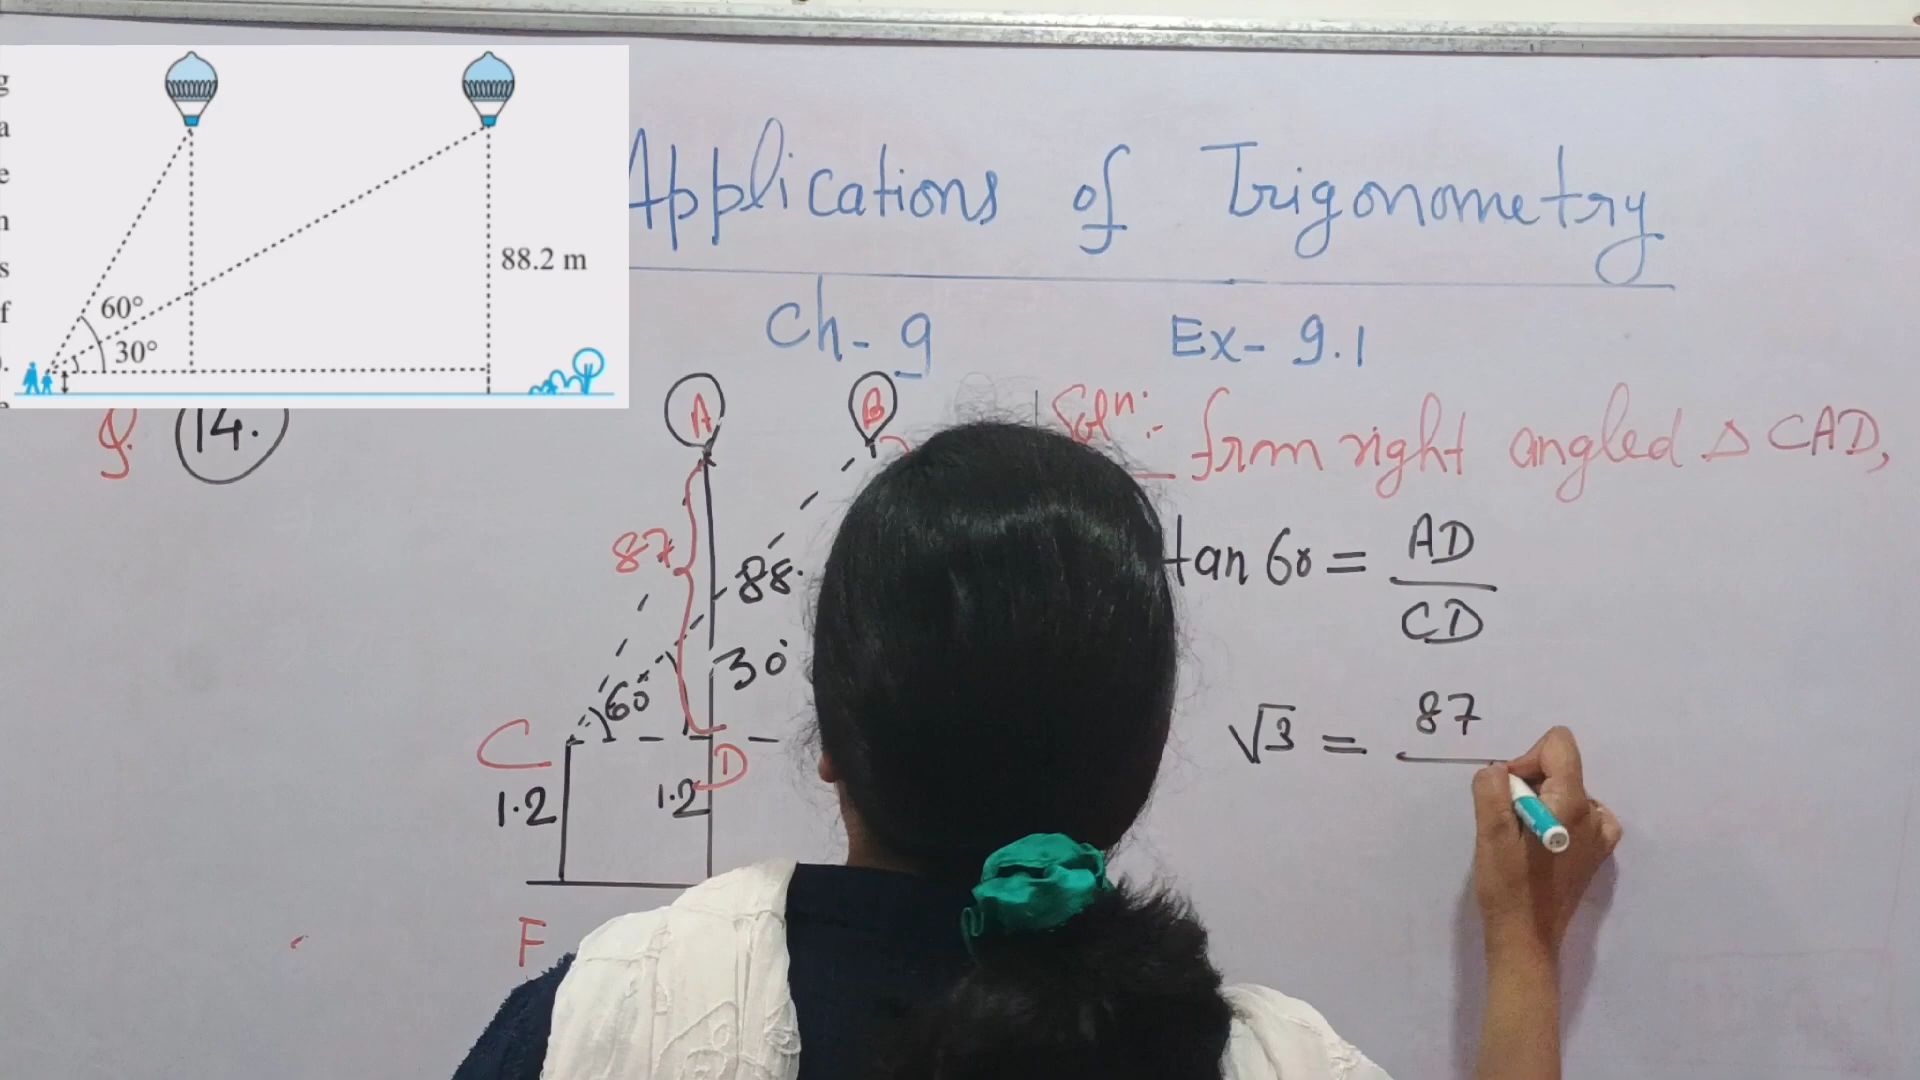 g
a
e
n
s
f
).
88.2 m
60°
30°
Applications of Trigonometry
Ch- 9
Ex- 9.1
Q. 14.
A
B
Solⁿ:- from right angled Δ CAD,
tan 60 = AD/CD
87
88.
30°
60°
√3 = 87
C
D
1.2
1.2
F